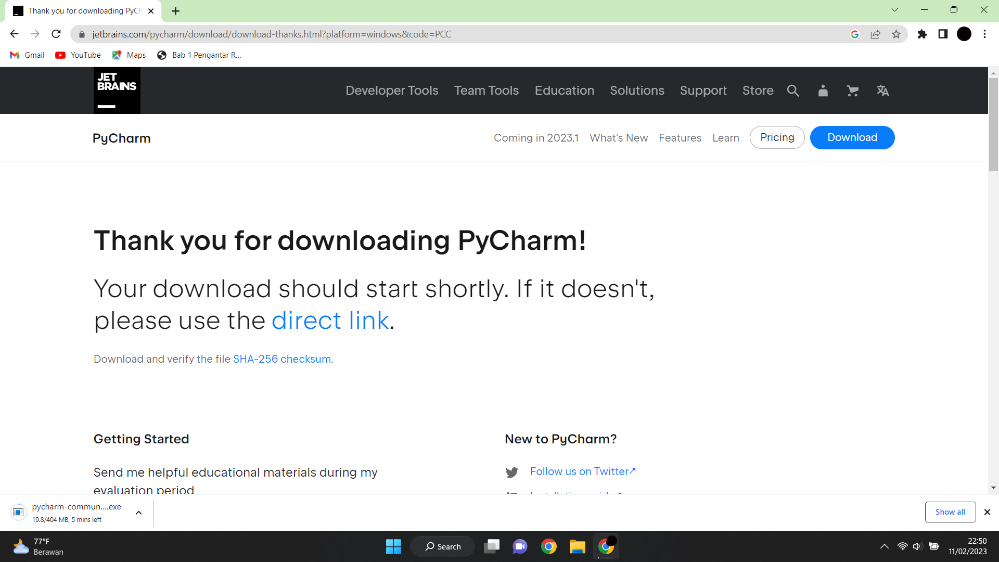 Thank you for downloading PyCh
jetbrains.com/pycharm/download/download-thanks.html?platform=windows&code=PCC
Gmail YouTube Maps Bab 1 Pengantar R...
JET BRAINS
Developer Tools Team Tools Education Solutions Support Store
PyCharm Coming in 2023.1 What's New Features Learn Pricing Download
Thank you for downloading PyCharm!
Your download should start shortly. If it doesn't,
please use the direct link.
Download and verify the file SHA-256 checksum.
Getting Started
Send me helpful educational materials during my
evaluation period
New to PyCharm?
Follow us on Twitter↗
pycharm-commun....exe
19.8/404 MB, 5 mins left
Show all
77°F
Berawan
Search
22:50
11/02/2023